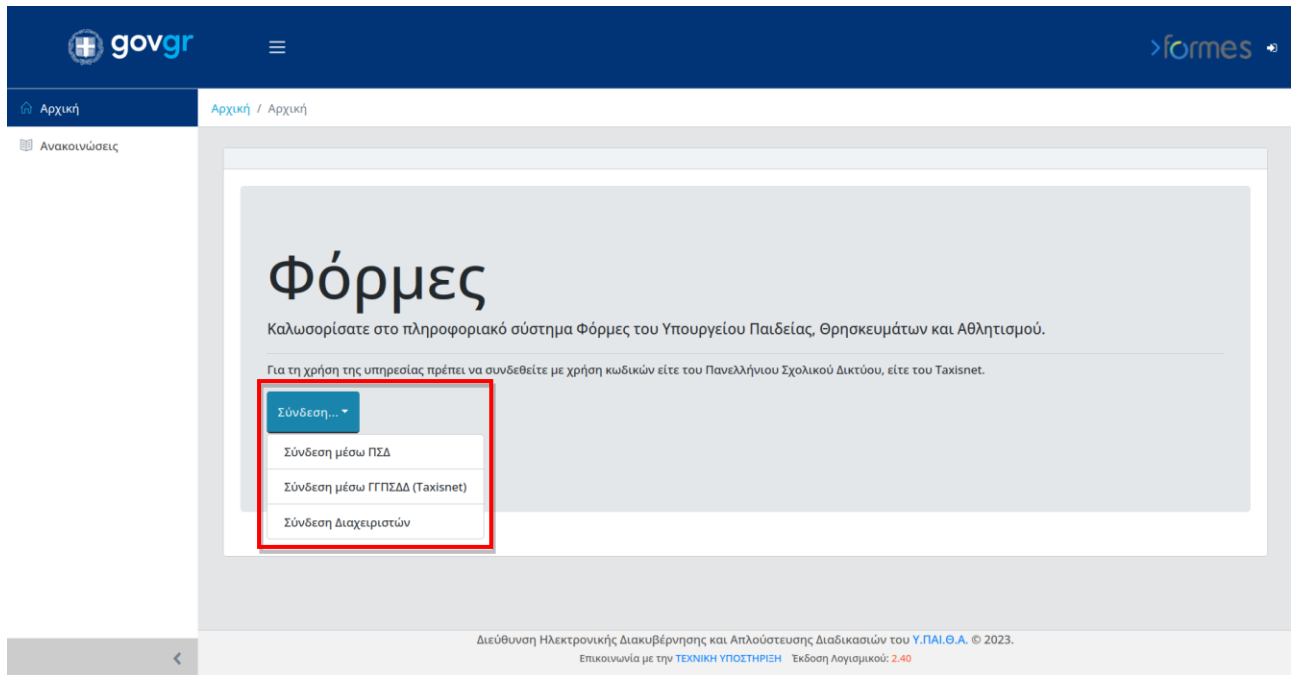 govgr
>formes
Αρχική
Αρχική / Αρχική
Ανακοινώσεις
Φόρμες
Καλωσορίσατε στο πληροφοριακό σύστημα Φόρμες του Υπουργείου Παιδείας, Θρησκευμάτων και Αθλητισμού.
Για τη χρήση της υπηρεσίας πρέπει να συνδεθείτε με χρήση κωδικών είτε του Πανελλήνιου Σχολικού Δικτύου, είτε του Taxisnet.
Σύνδεση...
Σύνδεση μέσω ΠΣΔ
Σύνδεση μέσω ΓΓΠΣΔΔ (Taxisnet)
Σύνδεση Διαχειριστών
Διεύθυνση Ηλεκτρονικής Διακυβέρνησης και Απλούστευσης Διαδικασιών του Υ.ΠΑΙ.Θ.Α. © 2023.
Επικοινωνία με την ΤΕΧΝΙΚΗ ΥΠΟΣΤΗΡΙΞΗ Έκδοση Λογισμικού: 2.40